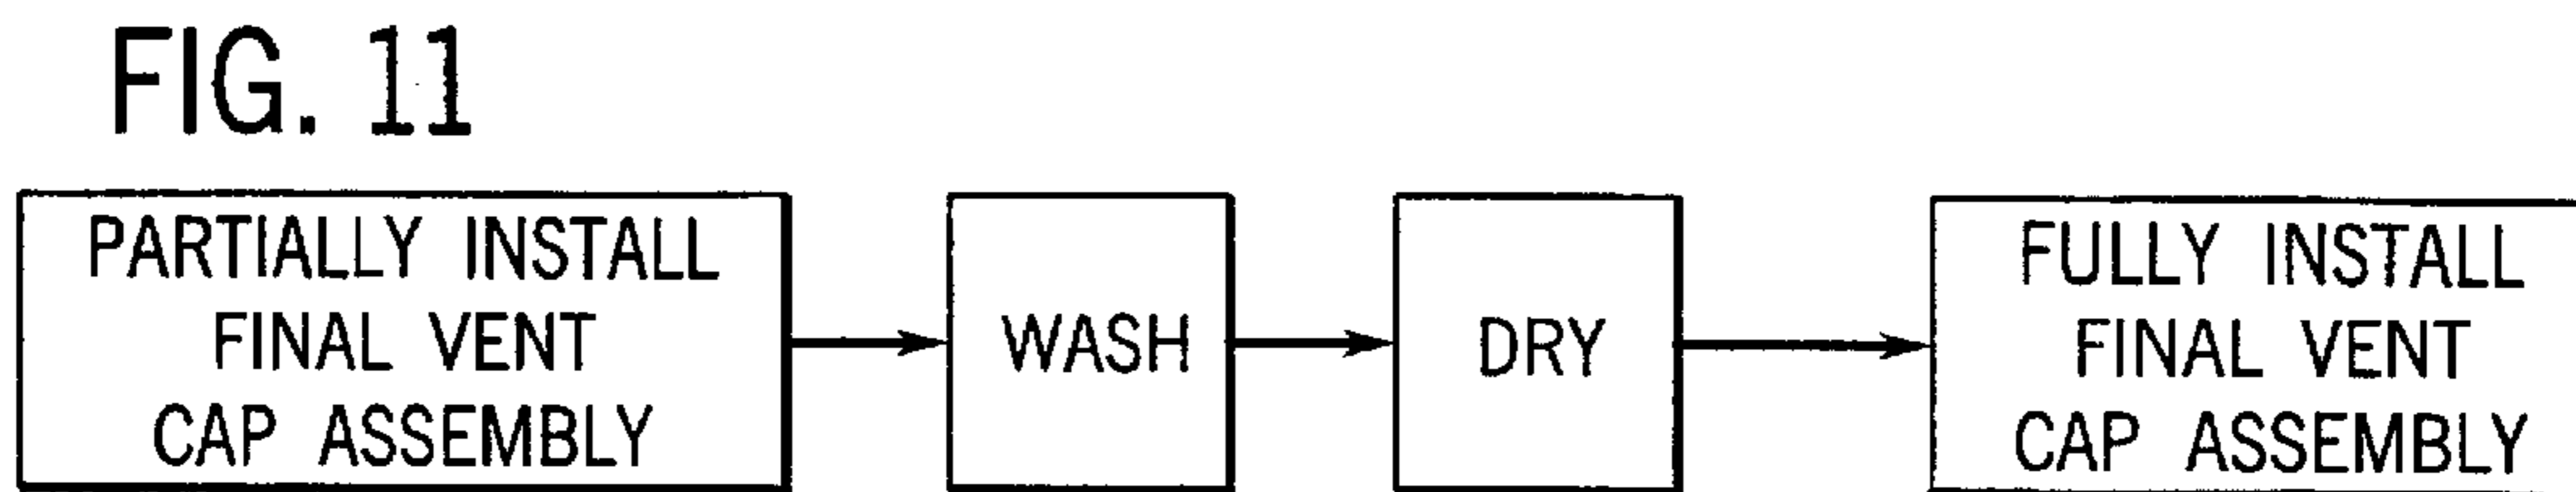 FIG. 11
PARTIALLY INSTALL
FINAL VENT
CAP ASSEMBLY
WASH
DRY
FULLY INSTALL
FINAL VENT
CAP ASSEMBLY